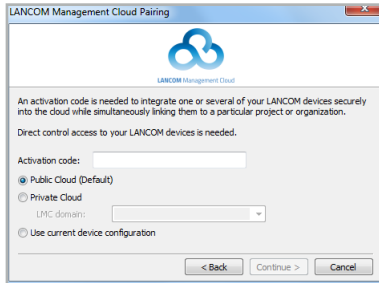 LANCOM Management Cloud Pairing
LANCOM Management Cloud
An activation code is needed to integrate one or several of your LANCOM devices securely
into the cloud while simultaneously linking them to a particular project or organization.
Direct control access to your LANCOM devices is needed.
Activation code:
Public Cloud (Default)
Private Cloud
LMC domain:
Use current device configuration
< Back Continue > Cancel